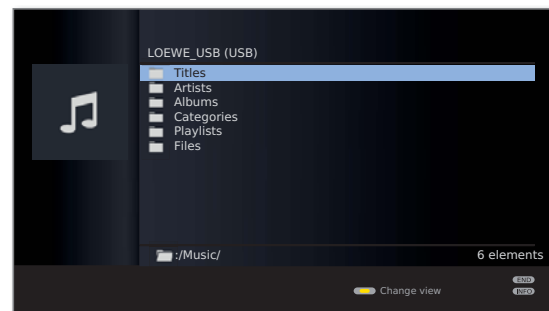 LOEWE_USB (USB)
Titles
Artists
Albums
Categories
Playlists
Files
:/Music/ 6 elements
END
Change view INFO